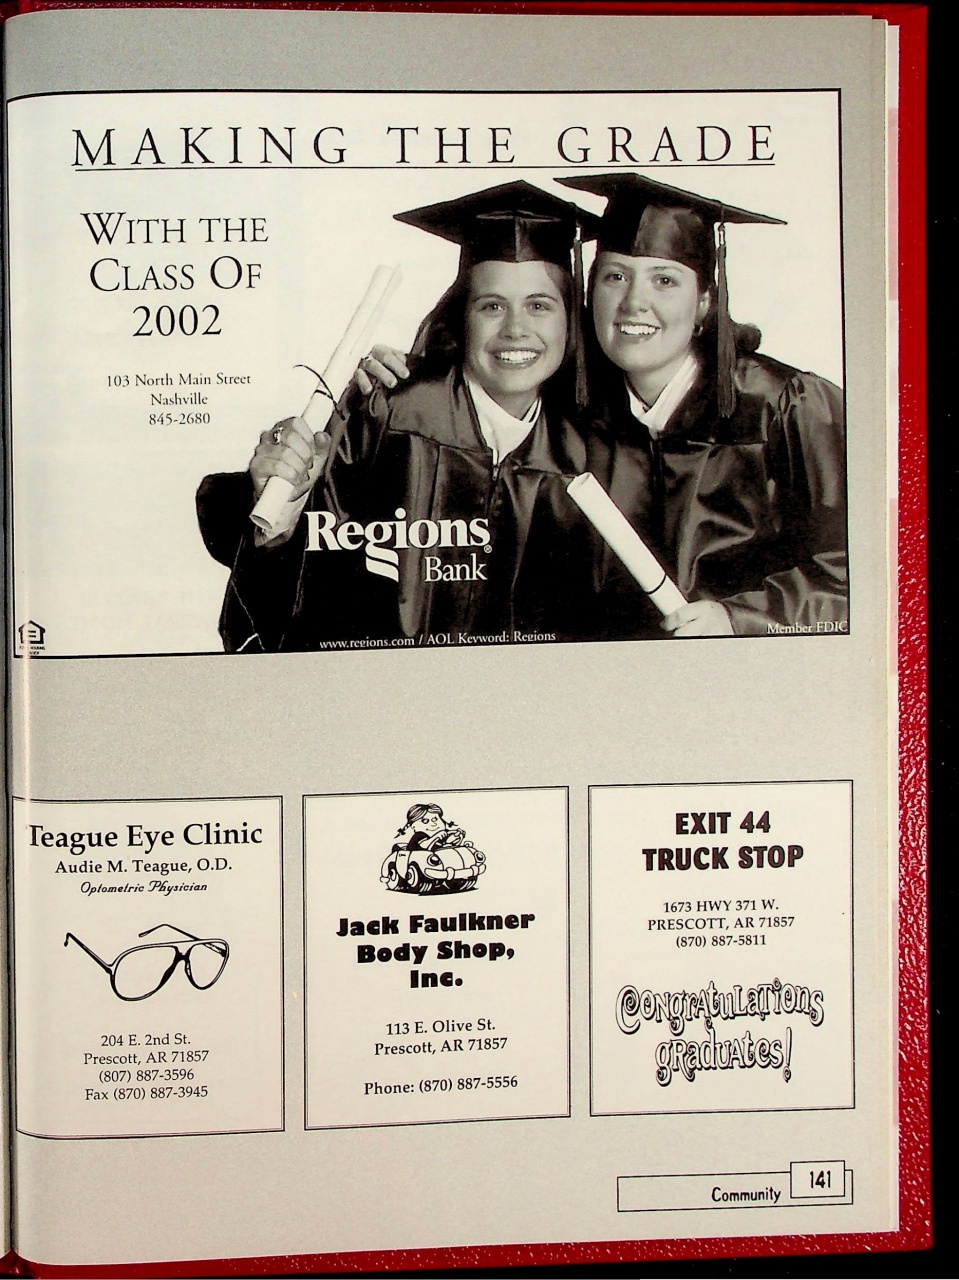 MAKING THE GRADE
WITH THE
CLASS OF
2002
103 North Main Street
Nashville
845-2680
Regions®
Bank
www.regions.com / AOL Keyword: Regions
Member FDIC
Teague Eye Clinic
Audie M. Teague, O.D.
Optometric Physician
204 E. 2nd St.
Prescott, AR 71857
(807) 887-3596
Fax (870) 887-3945
Jack Faulkner
Body Shop,
Inc.
113 E. Olive St.
Prescott, AR 71857
Phone: (870) 887-5556
EXIT 44
TRUCK STOP
1673 HWY 371 W.
PRESCOTT, AR 71857
(870) 887-5811
CONGRATULATIONS
GRADUATES!
Community 141